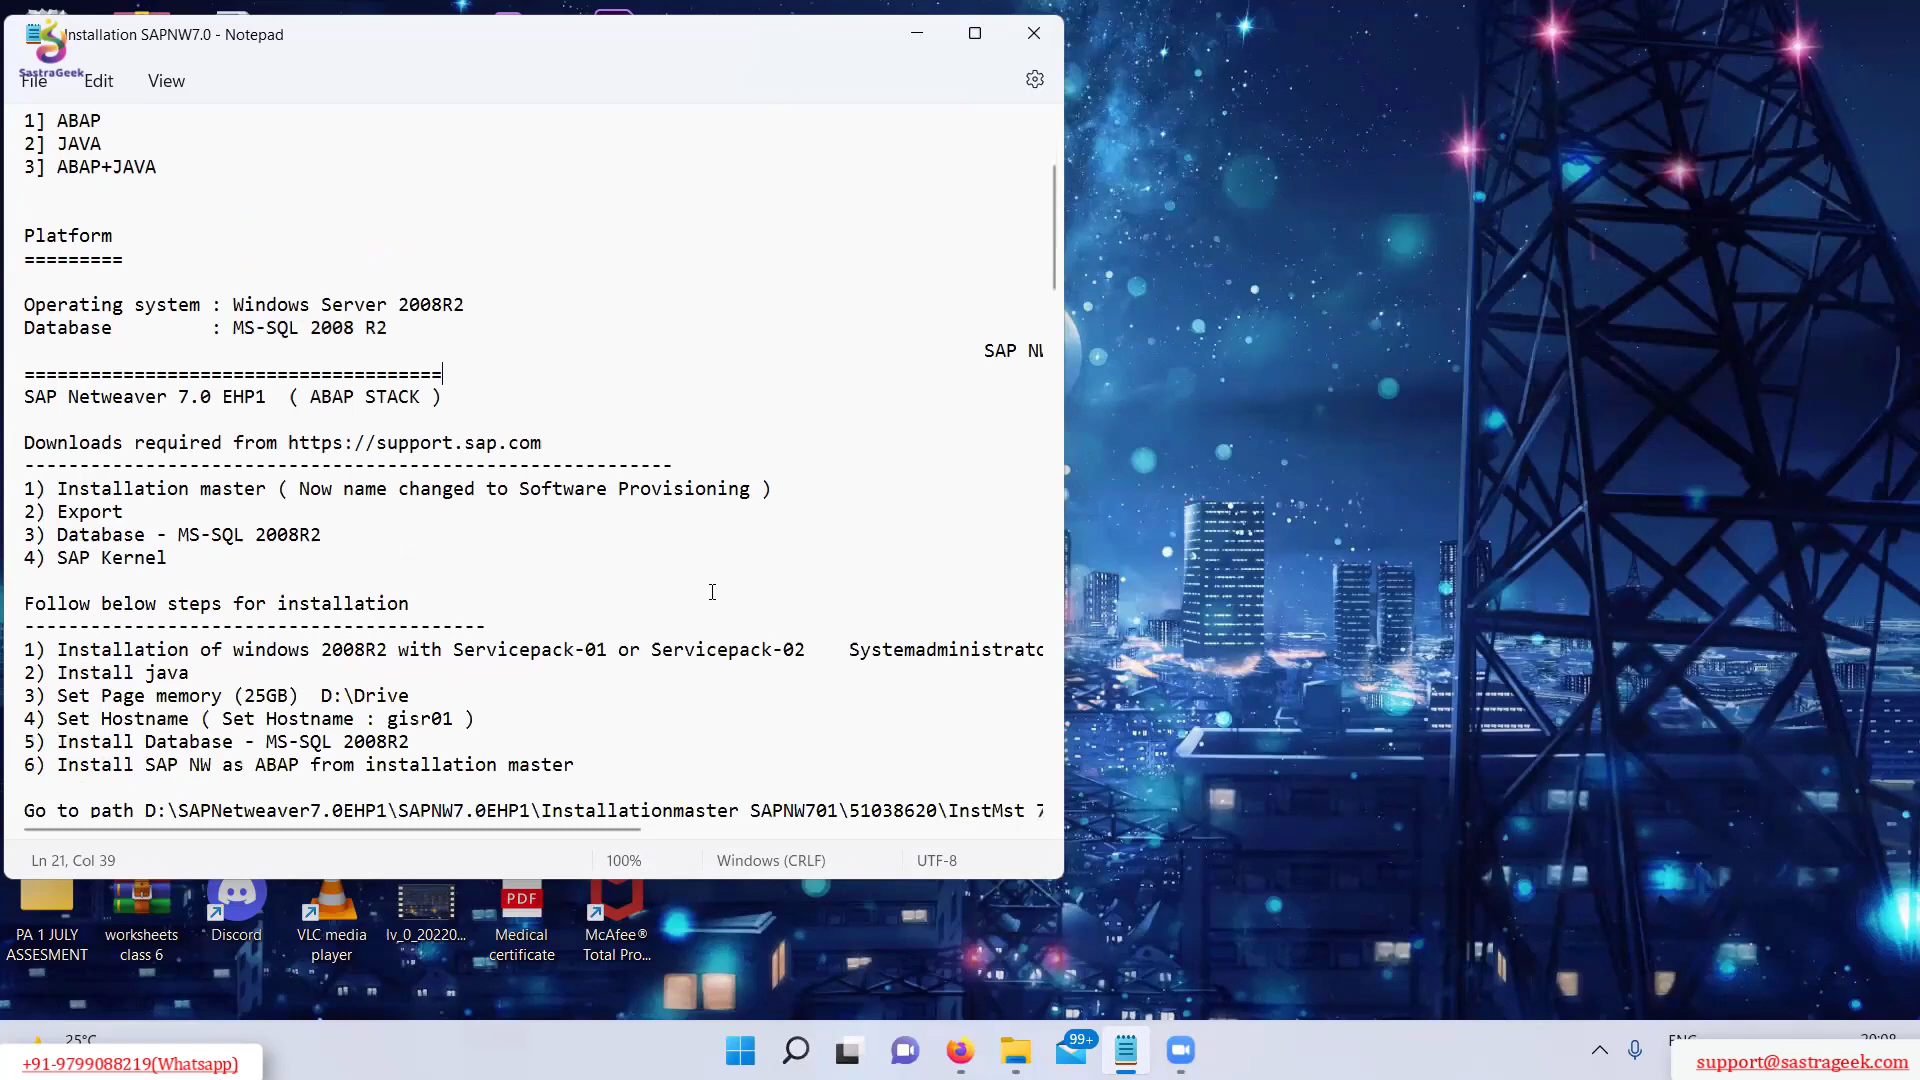 Installation SAPNW7.0 - Notepad
SastraGeek
File Edit View
1] ABAP
2] JAVA
3] ABAP+JAVA
Platform
=========
Operating system : Windows Server 2008R2
Database : MS-SQL 2008 R2
SAP NW
======================================
SAP Netweaver 7.0 EHP1 ( ABAP STACK )
Downloads required from https://support.sap.com
-----------------------------------------------------------
1) Installation master ( Now name changed to Software Provisioning )
2) Export
3) Database - MS-SQL 2008R2
4) SAP Kernel
Follow below steps for installation
------------------------------------------
1) Installation of windows 2008R2 with Servicepack-01 or Servicepack-02 Systemadministrato
2) Install java
3) Set Page memory (25GB) D:\Drive
4) Set Hostname ( Set Hostname : gisr01 )
5) Install Database - MS-SQL 2008R2
6) Install SAP NW as ABAP from installation master
Go to path D:\SAPNetweaver7.0EHP1\SAPNW7.0EHP1\Installationmaster SAPNW701\51038620\InstMst 7
Ln 21, Col 39 100% Windows (CRLF) UTF-8
PDF
PA 1 JULY ASSESMENT
worksheets class 6
Discord
VLC media player
lv_0_20220...
Medical certificate
McAfee® Total Pro...
25°C
99+
ENG
20:08
+91-9799088219(Whatsapp)
support@sastrageek.com